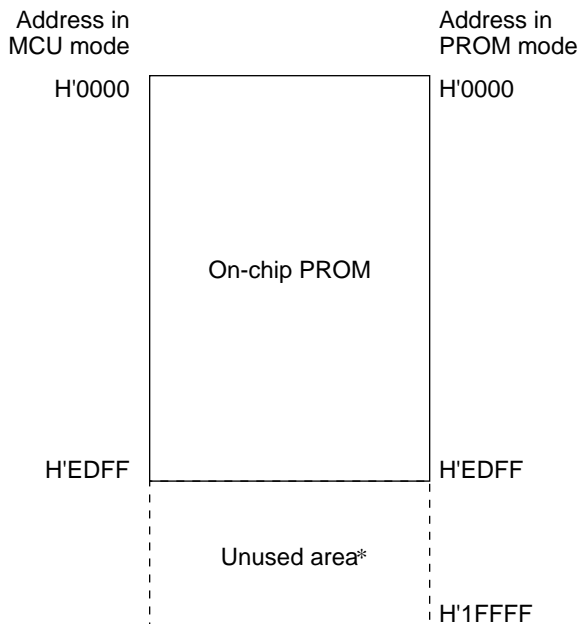 Address in
MCU mode
Address in
PROM mode
H'0000
H'0000
On-chip PROM
H'EDFF
H'EDFF
Unused area*
H'1FFFF